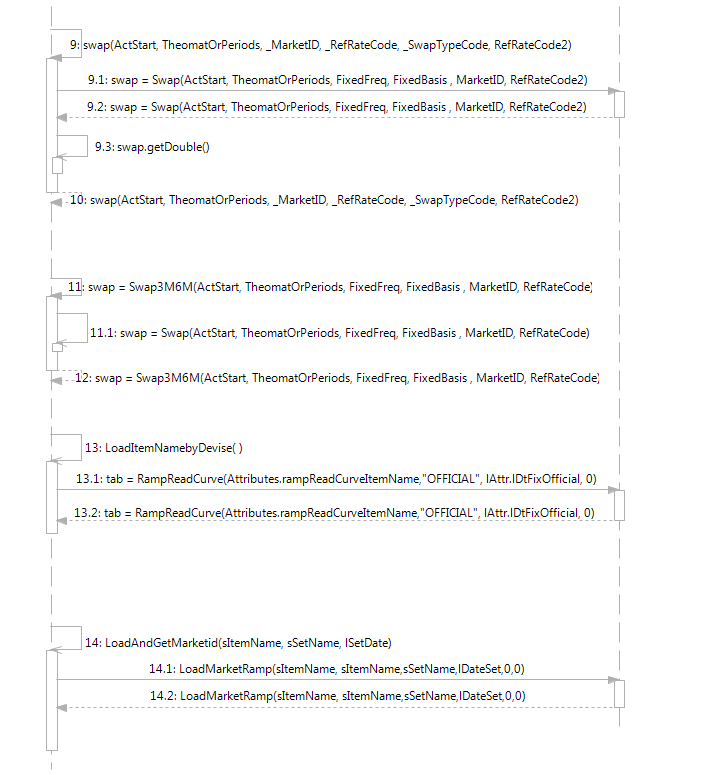 9: swap(ActStart, TheomatOrPeriods, _MarketID, _RefRateCode, _SwapTypeCode, RefRateCode2)
9.1: swap = Swap(ActStart, TheomatOrPeriods, FixedFreq, FixedBasis , MarketID, RefRateCode2)
9.2: swap = Swap(ActStart, TheomatOrPeriods, FixedFreq, FixedBasis , MarketID, RefRateCode2)
9.3: swap.getDouble()
10: swap(ActStart, TheomatOrPeriods, _MarketID, _RefRateCode, _SwapTypeCode, RefRateCode2)
11: swap = Swap3M6M(ActStart, TheomatOrPeriods, FixedFreq, FixedBasis , MarketID, RefRateCode)
11.1: swap = Swap(ActStart, TheomatOrPeriods, FixedFreq, FixedBasis , MarketID, RefRateCode)
12: swap = Swap3M6M(ActStart, TheomatOrPeriods, FixedFreq, FixedBasis , MarketID, RefRateCode)
13: LoadItemNamebyDevise( )
13.1: tab = RampReadCurve(Attributes.rampReadCurveItemName,"OFFICIAL", lAttr.lDtFixOfficial, 0)
13.2: tab = RampReadCurve(Attributes.rampReadCurveItemName,"OFFICIAL", lAttr.lDtFixOfficial, 0)
14: LoadAndGetMarketid(sItemName, sSetName, lSetDate)
14.1: LoadMarketRamp(sItemName, sItemName,sSetName,lDateSet,0,0)
14.2: LoadMarketRamp(sItemName, sItemName,sSetName,lDateSet,0,0)